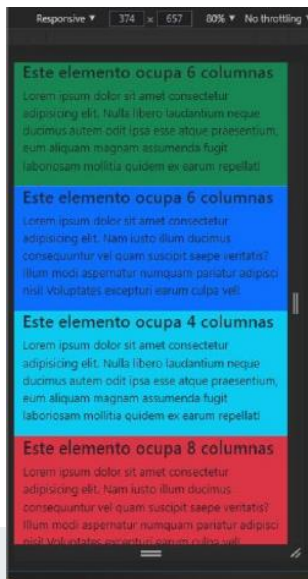 Responsive ▼ 374 × 657 80% ▼ No throttling
Este elemento ocupa 6 columnas
Lorem ipsum dolor sit amet consectetur
adipisicing elit. Nulla libero laudantium neque
ducimus autem odit ipsa esse atque praesentium,
eum aliquam magnam assumenda fugit
laboriosam mollitia quidem ex earum repellat!
Este elemento ocupa 6 columnas
Lorem ipsum dolor sit amet consectetur
adipisicing elit. Nam iusto illum ducimus
consequuntur vel quam suscipit saepe veritatis?
Illum modi aspernatur numquam pariatur adipisci
nisi! Voluptates excepturi earum culpa vel!
Este elemento ocupa 4 columnas
Lorem ipsum dolor sit amet consectetur
adipisicing elit. Nulla libero laudantium neque
ducimus autem odit ipsa esse atque praesentium,
eum aliquam magnam assumenda fugit
laboriosam mollitia quidem ex earum repellat!
Este elemento ocupa 8 columnas
Lorem ipsum dolor sit amet consectetur
adipisicing elit. Nam iusto illum ducimus
consequuntur vel quam suscipit saepe veritatis?
Illum modi aspernatur numquam pariatur adipisci
nisi! Voluptates excepturi earum culpa vel!